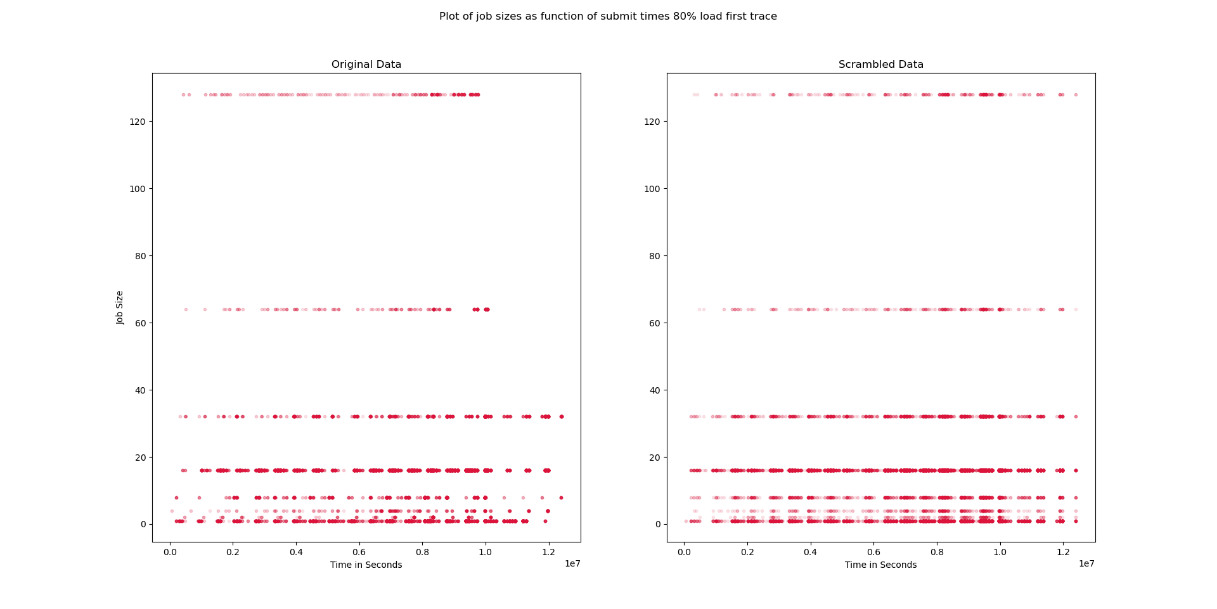 Plot of job sizes as function of submit times 80% load first trace
Original Data
Job Size
120
100
80
60
40
20
0
0.0 0.2 0.4 0.6 0.8 1.0 1.2
1e7
Time in Seconds
Scrambled Data
120
100
80
60
40
20
0
0.0 0.2 0.4 0.6 0.8 1.0 1.2
1e7
Time in Seconds